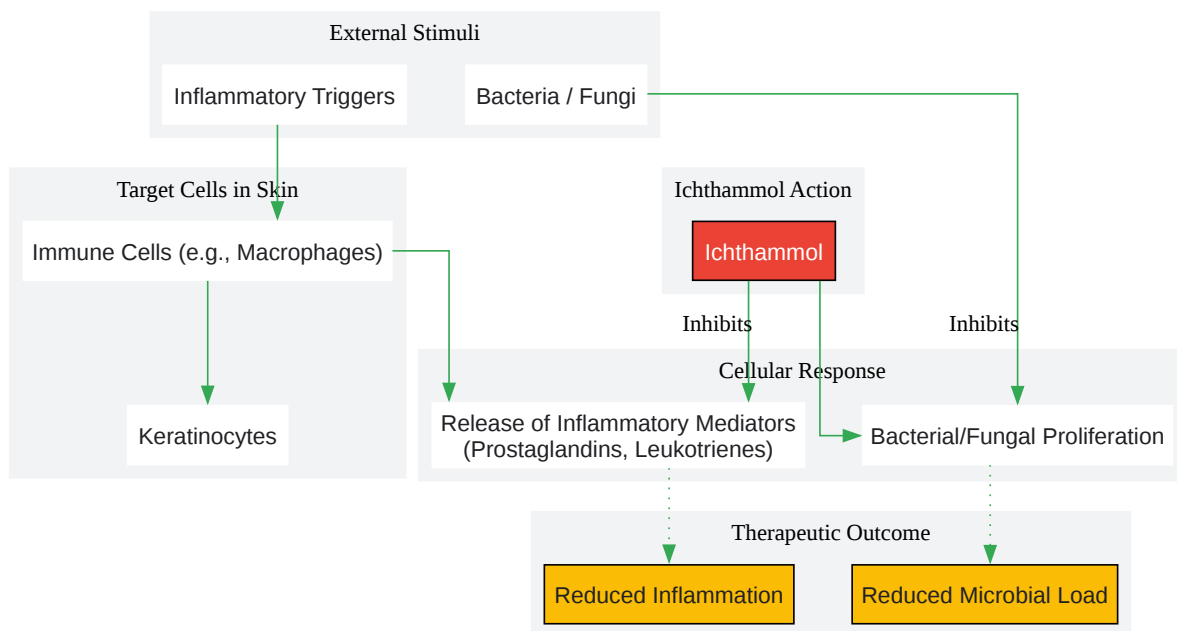 External Stimuli
Inflammatory Triggers
Bacteria / Fungi
Target Cells in Skin
Ichthammol Action
Immune Cells (e.g., Macrophages)
Ichthammol
Inhibits
Inhibits
Cellular Response
Keratinocytes
Release of Inflammatory Mediators
(Prostaglandins, Leukotrienes)
Bacterial/Fungal Proliferation
Therapeutic Outcome
Reduced Inflammation
Reduced Microbial Load